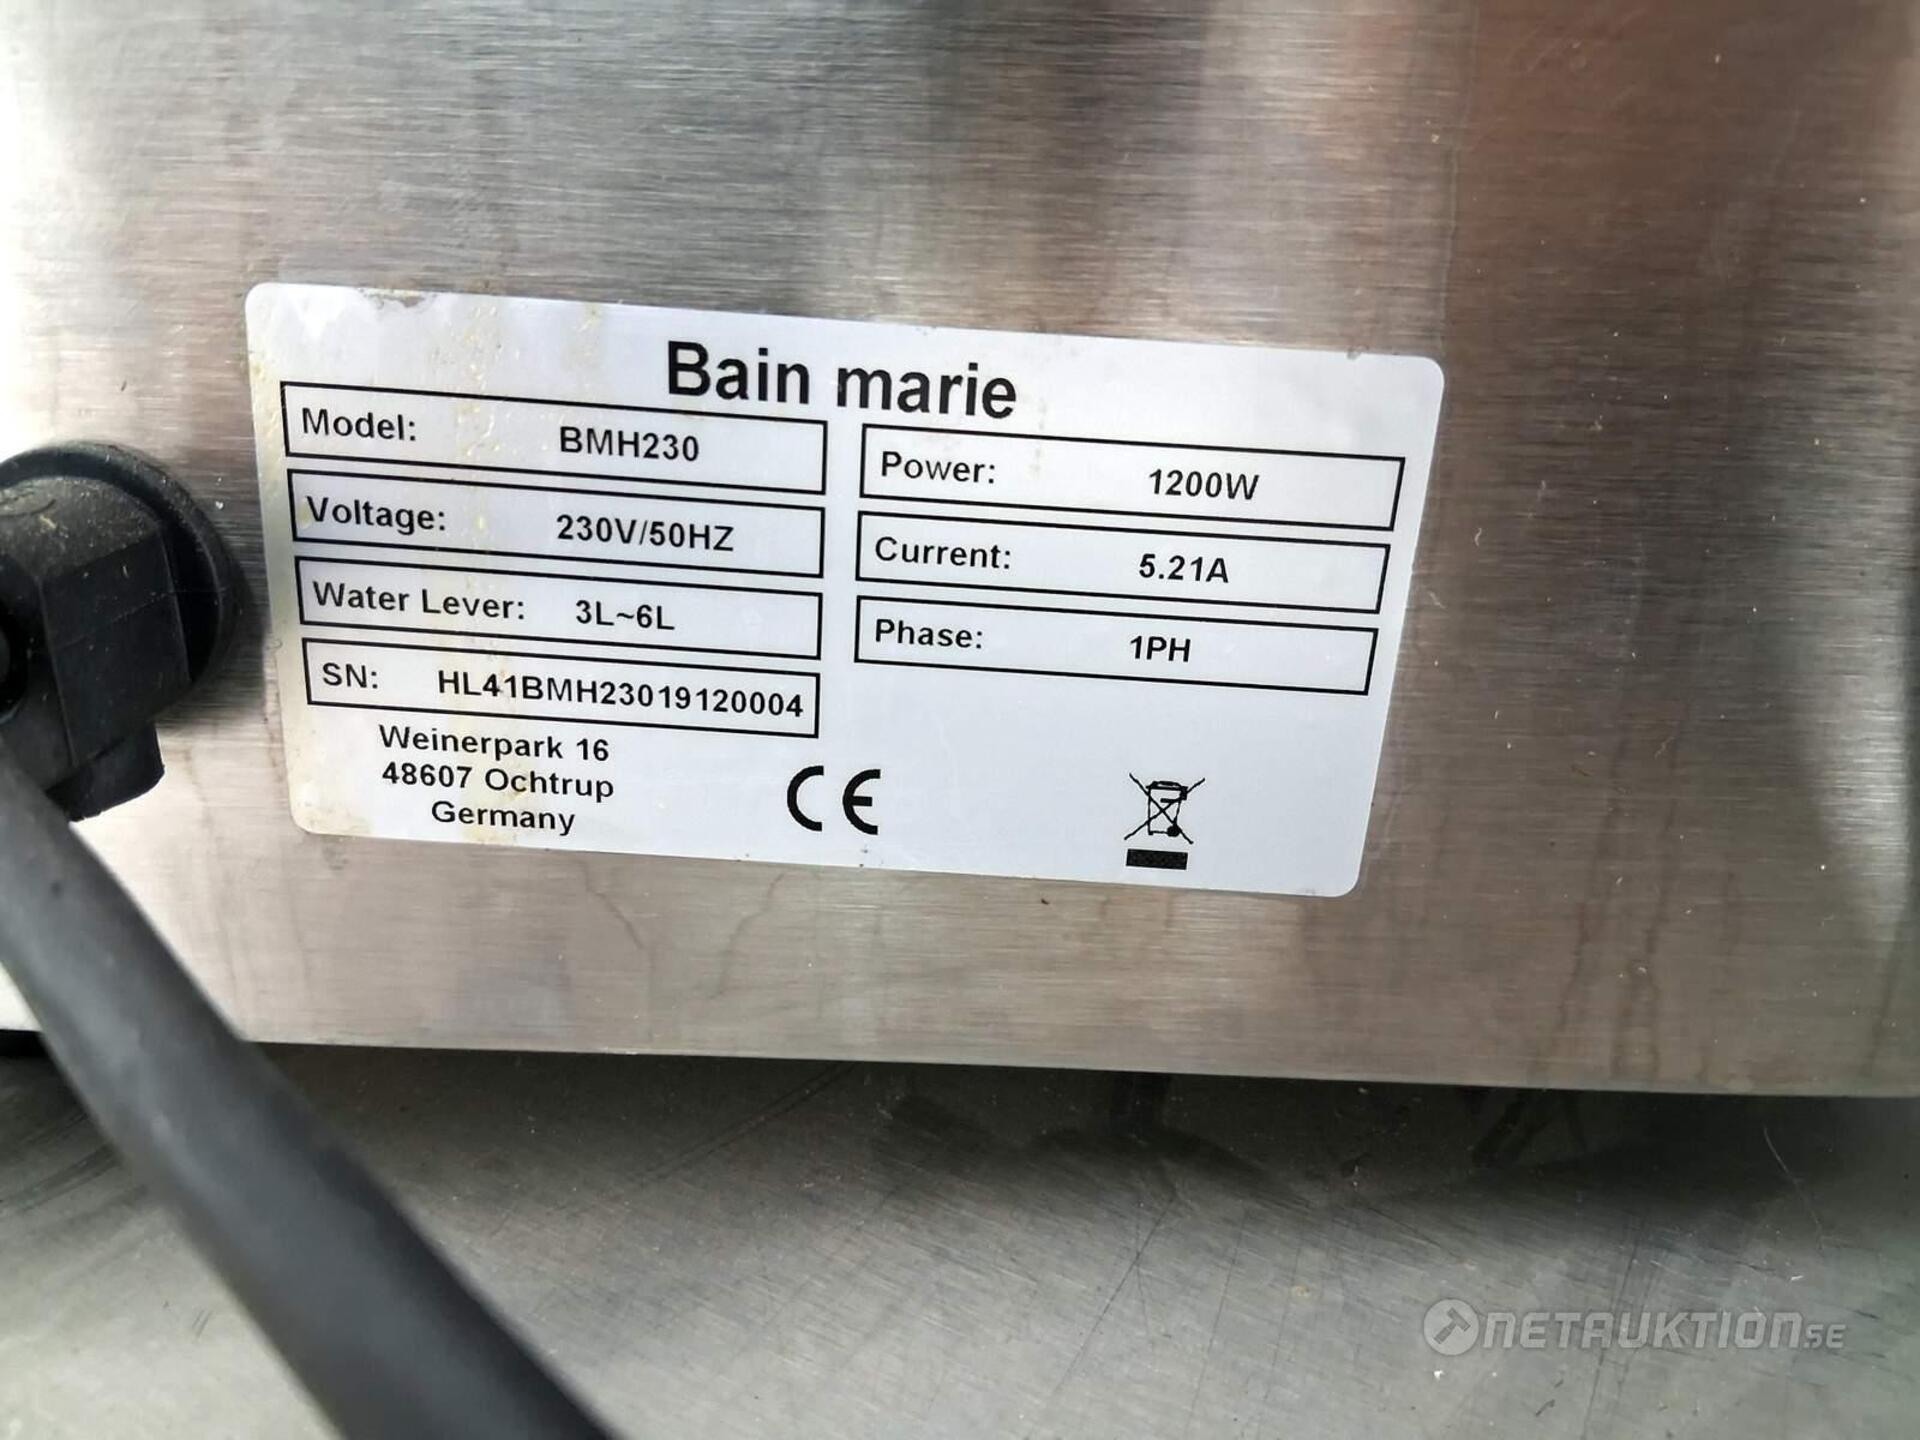 Bain marie
Model: BMH230
Voltage: 230V/50HZ
Water Lever: 3L~6L
SN: HL41BMH23019120004
Power: 1200W
Current: 5.21A
Phase: 1PH
Weinerpark 16
48607 Ochtrup
Germany
CE
NETAUKTION.SE